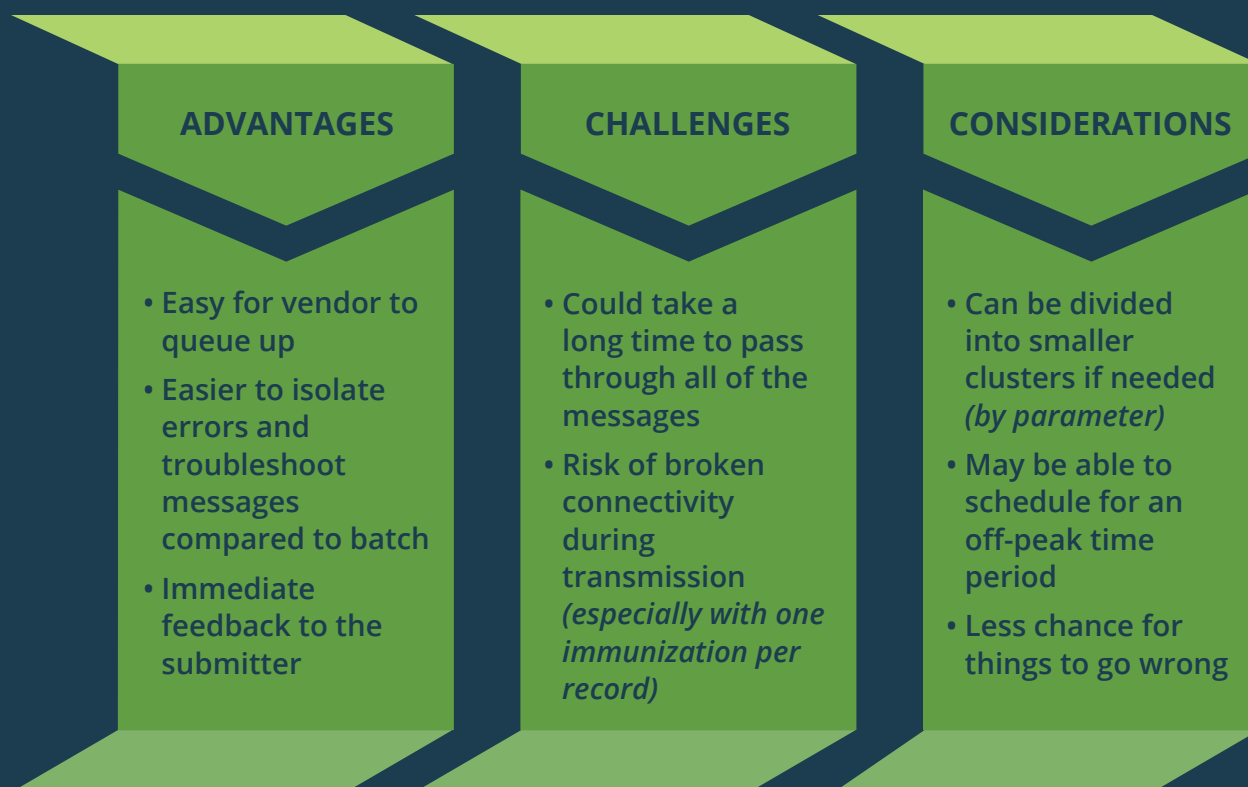 ADVANTAGES
• Easy for vendor to
queue up
• Easier to isolate
errors and
troubleshoot
messages
compared to batch
• Immediate
feedback to the
submitter
CHALLENGES
• Could take a
long time to pass
through all of the
messages
• Risk of broken
connectivity
during
transmission
(especially with one
immunization per
record)
CONSIDERATIONS
• Can be divided
into smaller
clusters if needed
(by parameter)
• May be able to
schedule for an
off-peak time
period
• Less chance for
things to go wrong